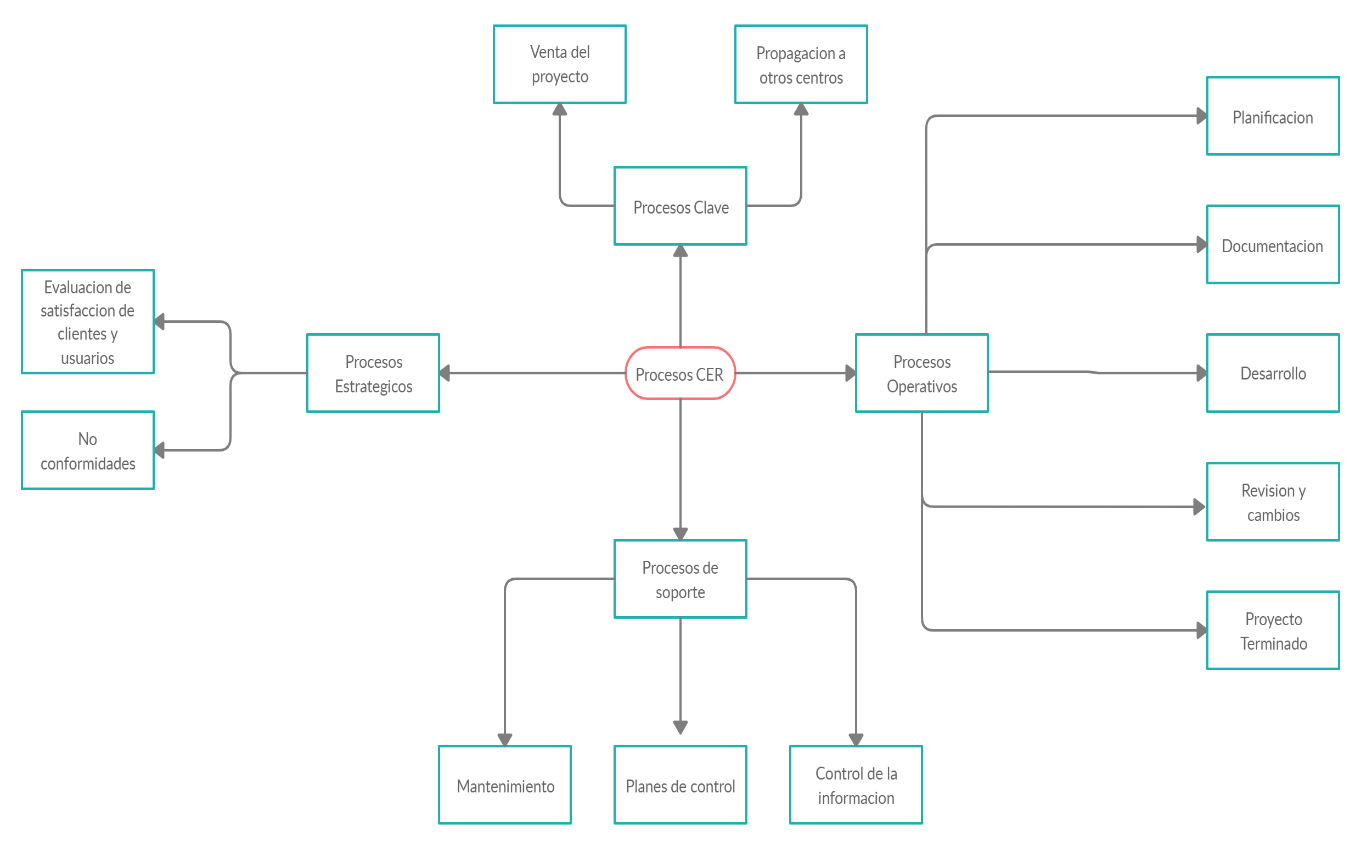 Venta del
proyecto
Propagacion a
otros centros
Planificacion
Procesos Clave
Documentacion
Evaluacion de
satisfaccion de
clientes y
usuarios
Procesos
Estrategicos
Procesos CER
Procesos
Operativos
Desarrollo
No
conformidades
Revision y
cambios
Procesos de
soporte
Proyecto
Terminado
Mantenimiento
Planes de control
Control de la
informacion